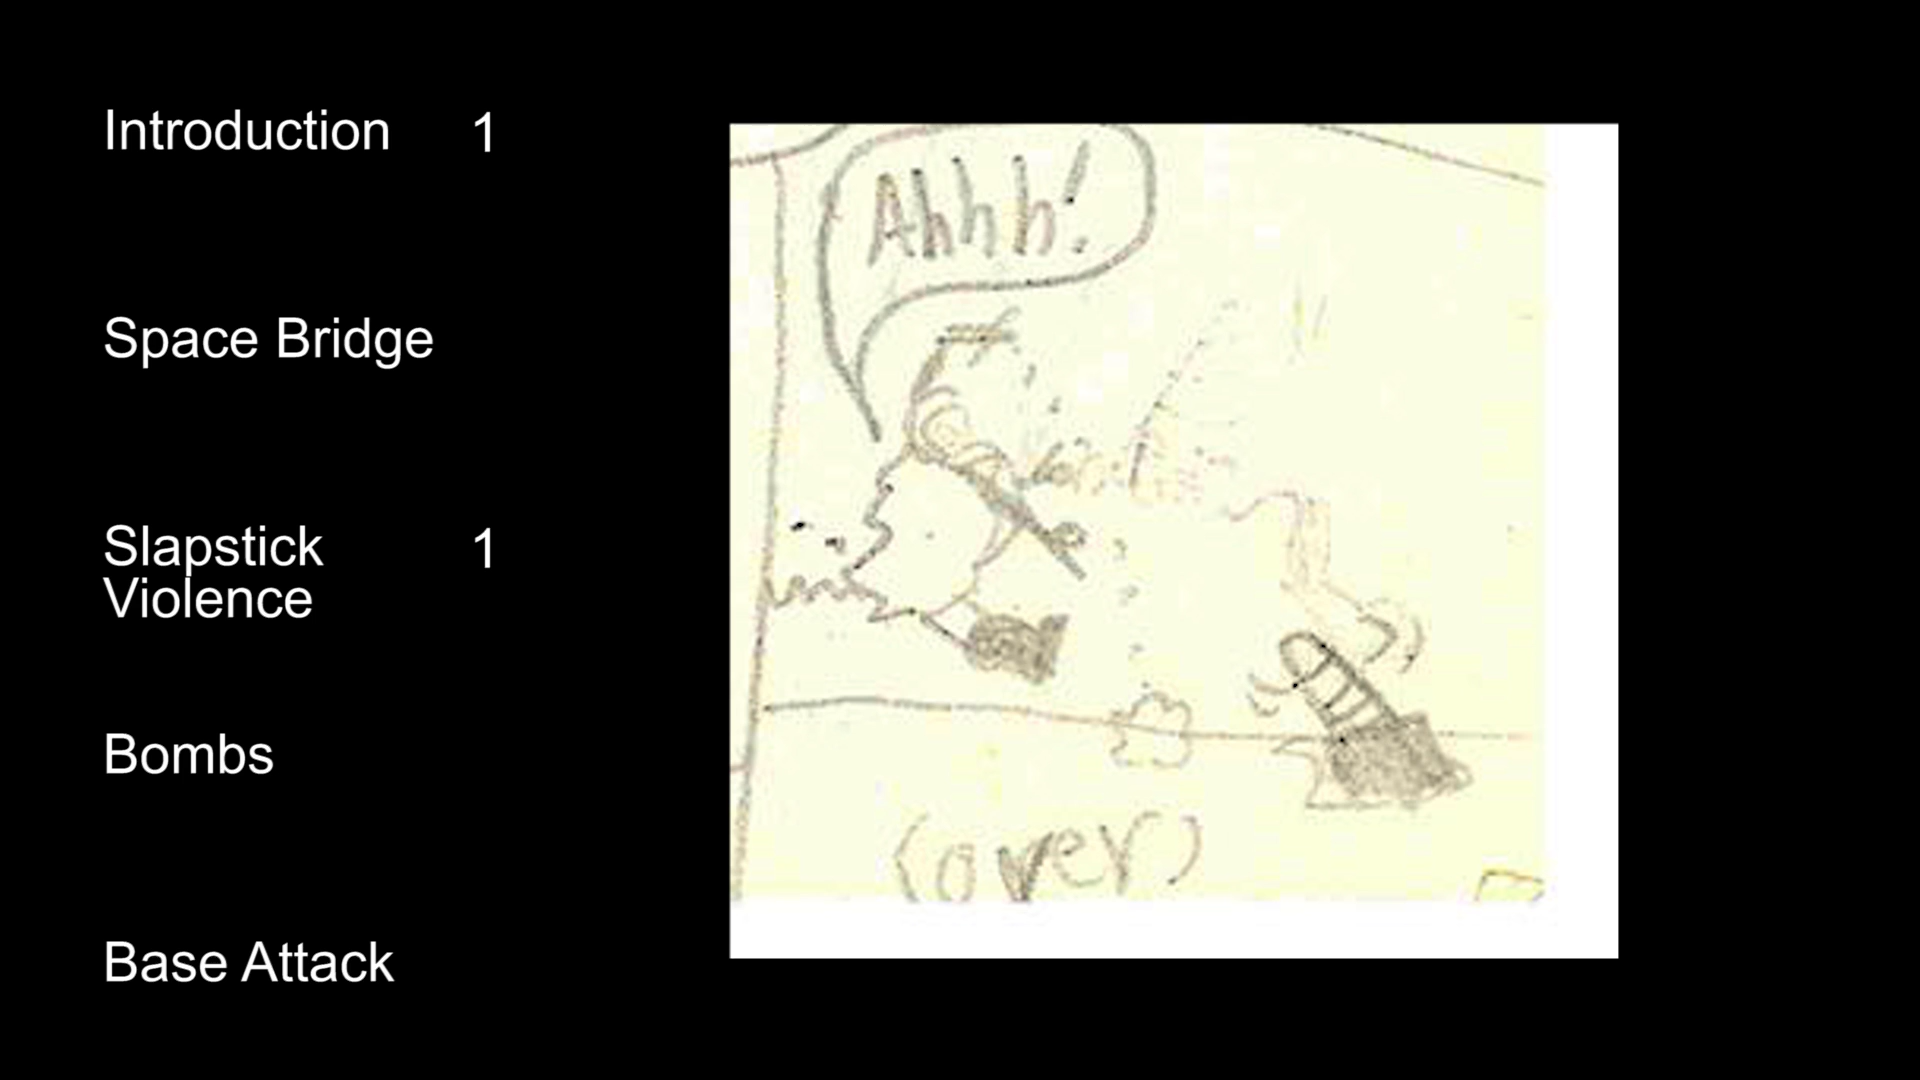 Introduction 1
Space Bridge
Slapstick 1
Violence
Bombs
Base Attack
Ahhh!
(over)